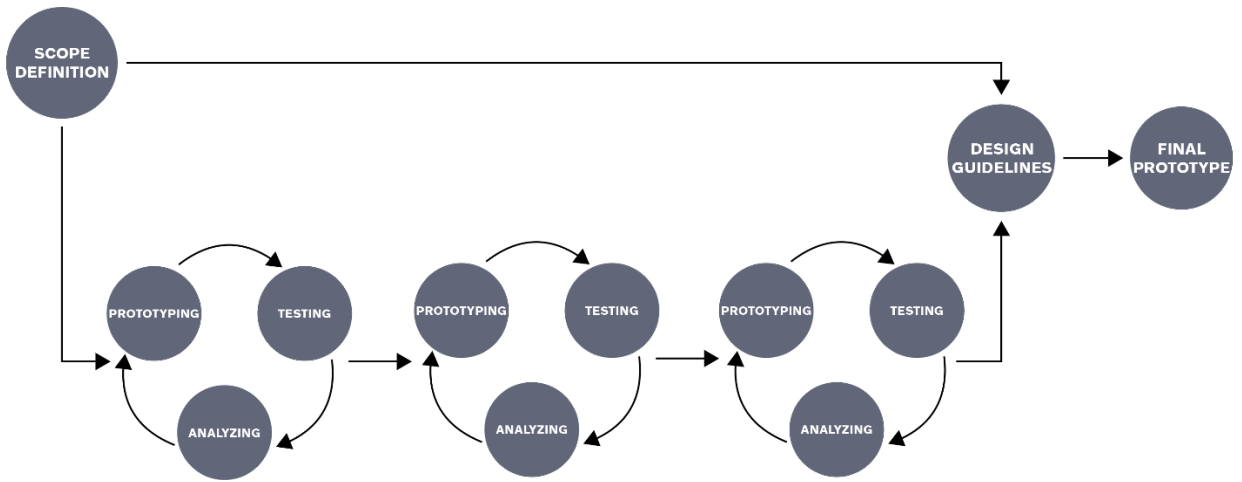 SCOPE
DEFINITION
DESIGN
GUIDELINES
FINAL
PROTOTYPE
PROTOTYPING
TESTING
ANALYZING
PROTOTYPING
TESTING
ANALYZING
PROTOTYPING
TESTING
ANALYZING